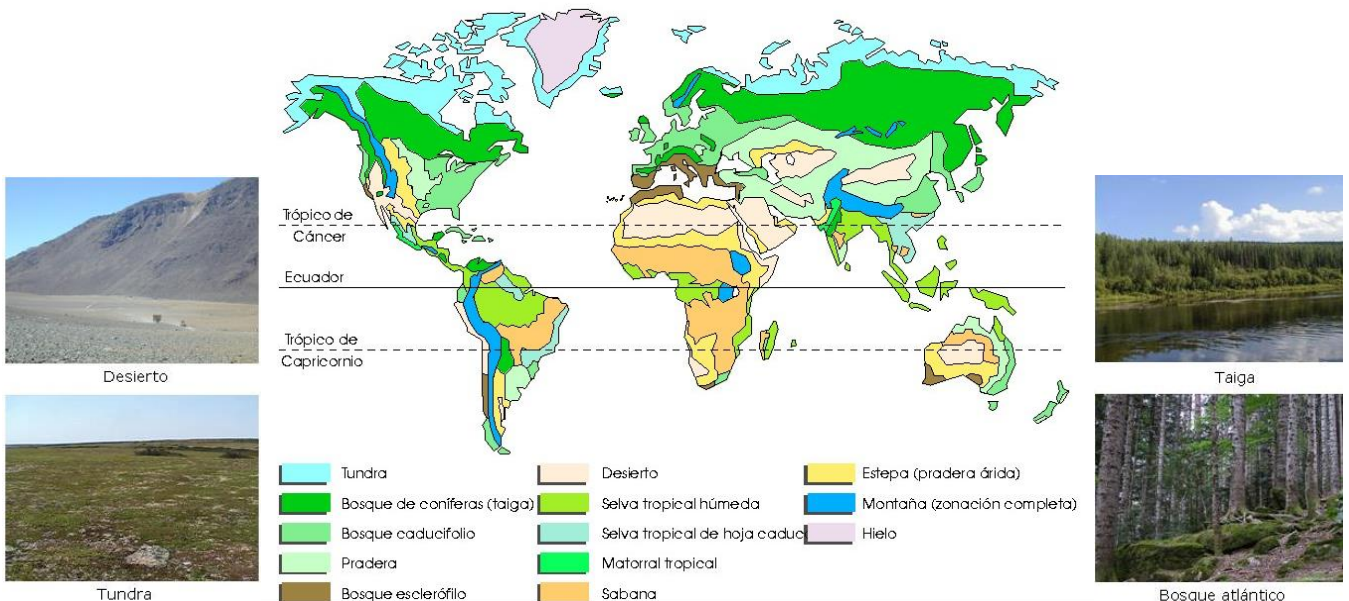 Trópico de
Cáncer
Ecuador
Trópico de
Capricornio
Desierto
Tundra
Taiga
Bosque atlántico
Tundra
Bosque de coníferas (taiga)
Bosque caducifolio
Pradera
Bosque esclerófilo
Desierto
Selva tropical húmeda
Selva tropical de hoja caduc
Matorral tropical
Sabana
Estepa (pradera árida)
Montaña (zonación completa)
Hielo